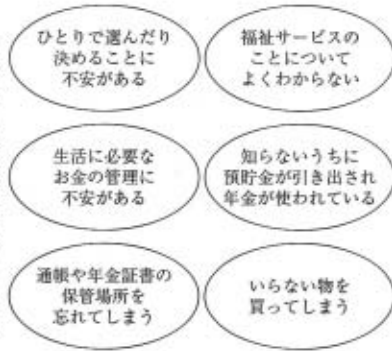 ひとりで選んだり
決めることに
不安がある
福祉サービスの
ことについて
よくわからない
生活に必要な
お金の管理に
不安がある
知らないうちに
預貯金が引き出され
年金が使われている
通帳や年金証書の
保管場所を
忘れてしまう
いらない物を
買ってしまう